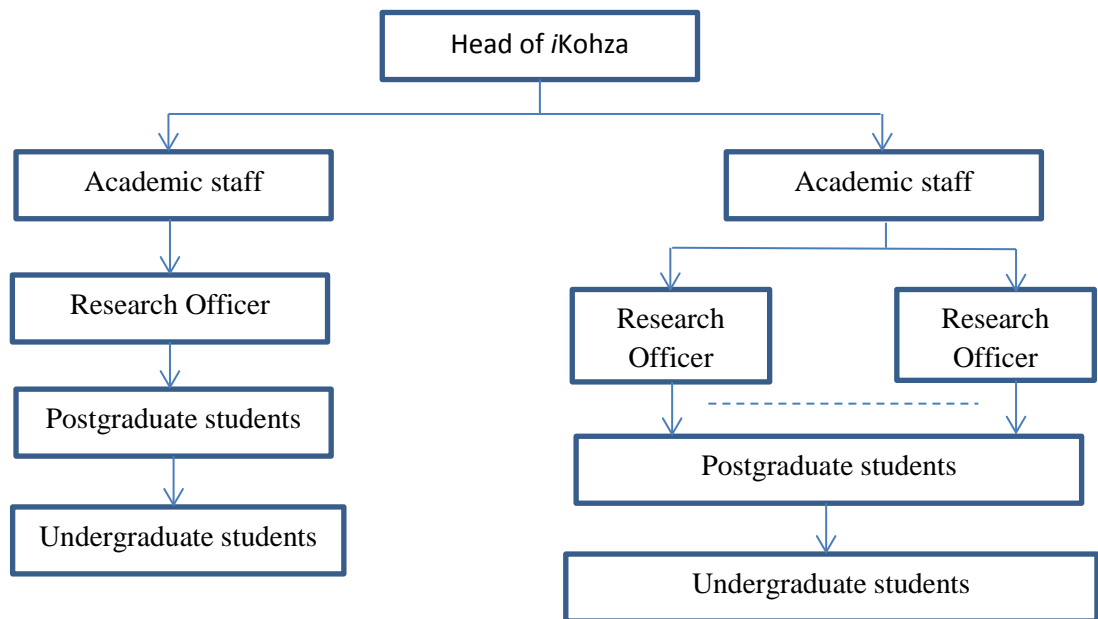 Head of iKohza
Academic staff
Academic staff
Research Officer
Research
Officer
Research
Officer
Postgraduate students
Postgraduate students
Undergraduate students
Undergraduate students